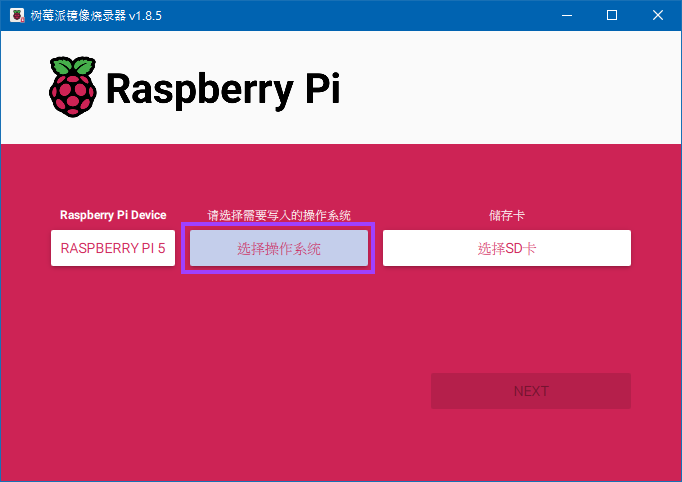 树莓派镜像烧录器 v1.8.5
Raspberry Pi
Raspberry Pi Device
请选择需要写入的操作系统
储存卡
RASPBERRY PI 5
选择操作系统
选择SD卡
NEXT